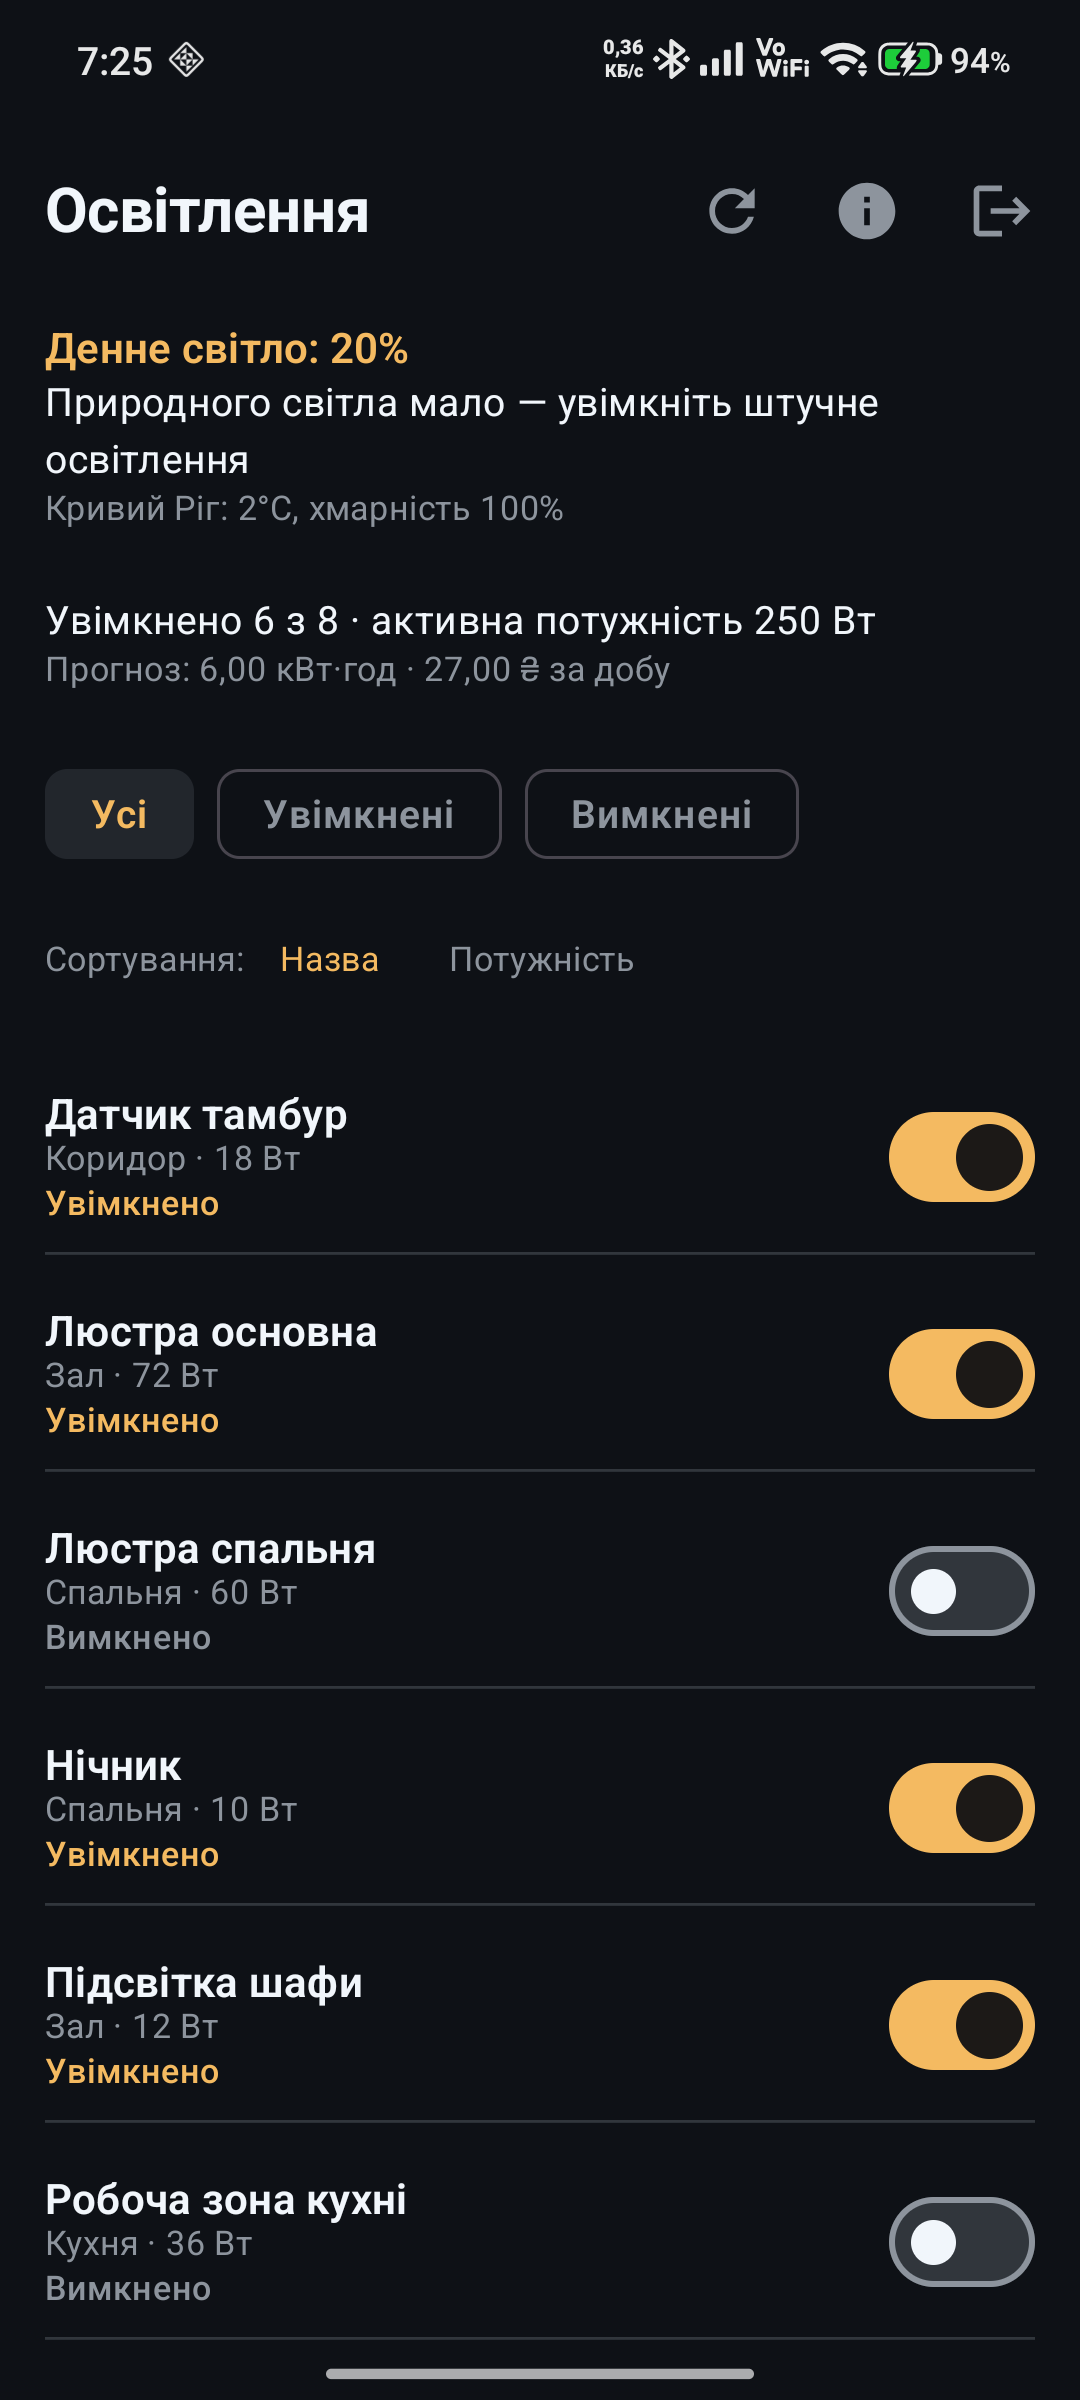 7:25
0,36 КБ/с Vo WiFi 94%
Освітлення
Денне світло: 20%
Природного світла мало — увімкніть штучне
освітлення
Кривий Ріг: 2°C, хмарність 100%
Увімкнено 6 з 8 · активна потужність 250 Вт
Прогноз: 6,00 кВт·год · 27,00 ₴ за добу
Усі Увімкнені Вимкнені
Сортування: Назва Потужність
Датчик тамбур
Коридор · 18 Вт
Увімкнено
Люстра основна
Зал · 72 Вт
Увімкнено
Люстра спальня
Спальня · 60 Вт
Вимкнено
Нічник
Спальня · 10 Вт
Увімкнено
Підсвітка шафи
Зал · 12 Вт
Увімкнено
Робоча зона кухні
Кухня · 36 Вт
Вимкнено